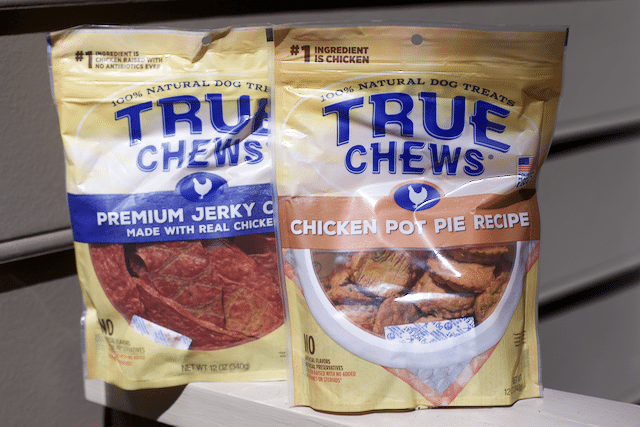 #1 INGREDIENT IS
CHICKEN RAISED WITH
NO ANTIBIOTICS EVER
100% NATURAL DOG TRE
TRUE
CHEWS
PREMIUM JERKY C
MADE WITH REAL CHICKE
NO
NET WT 12 OZ (340g)
#1 INGREDIENT
IS CHICKEN
100% NATURAL DOG TREATS
TRUE
CHEWS®
CHICKEN POT PIE RECIPE
NO